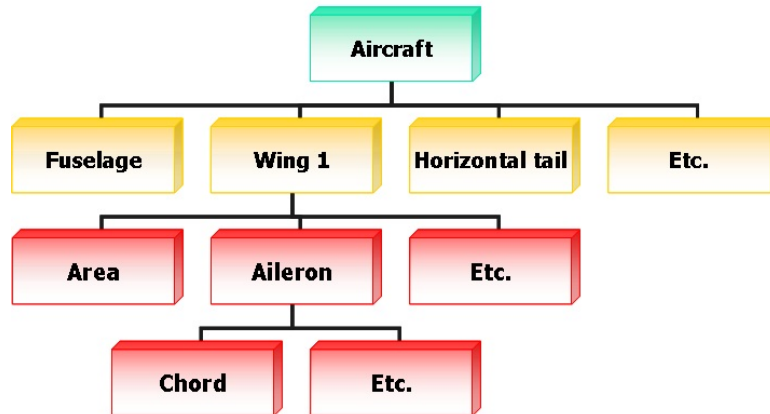 Aircraft
Fuselage
Wing 1
Horizontal tail
Etc.
Area
Aileron
Etc.
Chord
Etc.